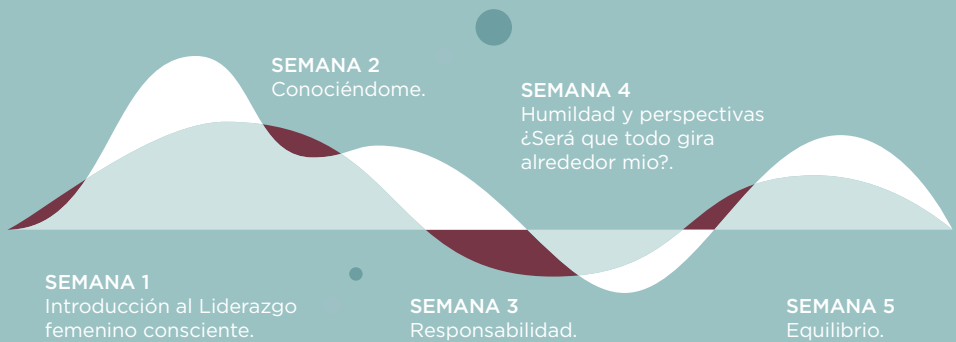 SEMANA 1
Introducción al Liderazgo
femenino consciente.
SEMANA 2
Conociéndome.
SEMANA 3
Responsabilidad.
SEMANA 4
Humildad y perspectivas
¿Será que todo gira
alrededor mio?.
SEMANA 5
Equilibrio.